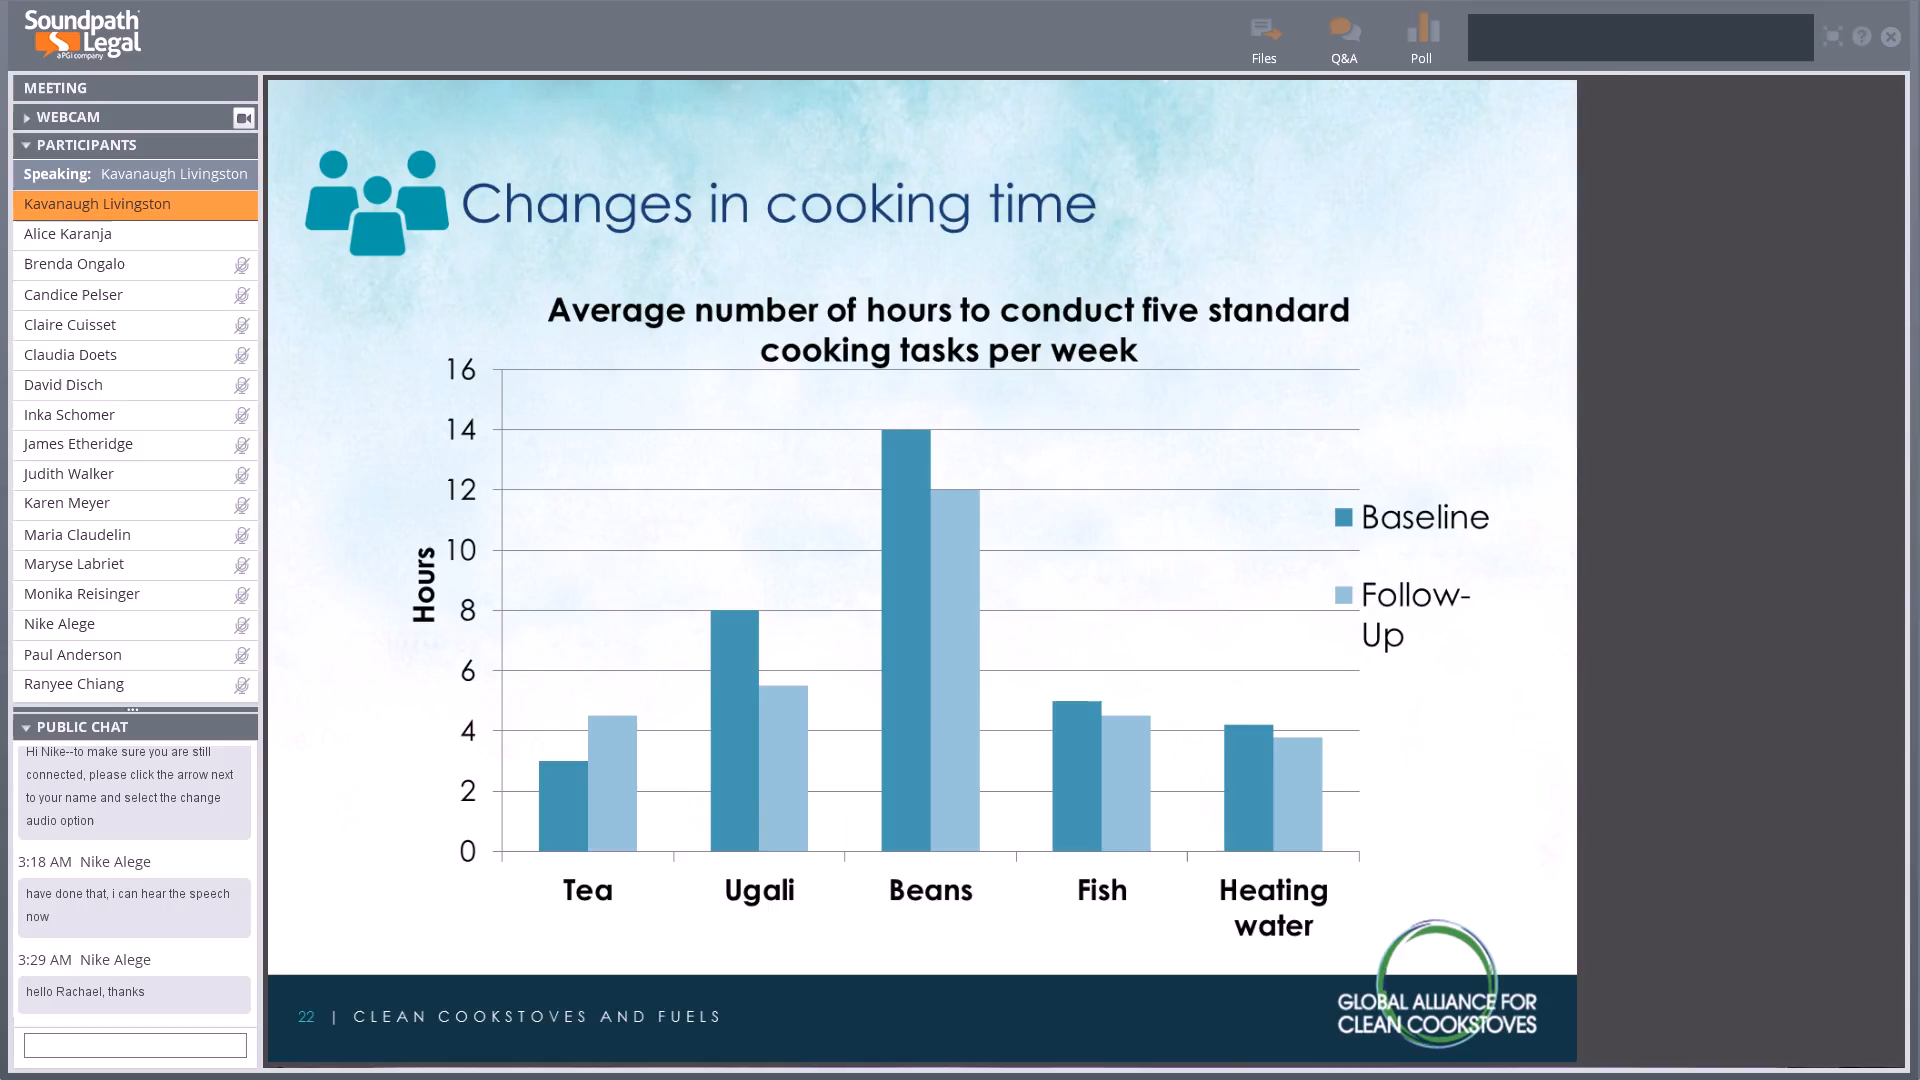 Soundpath
Legal
a PGi company
Files
Q&A
Poll
MEETING
WEBCAM
PARTICIPANTS
Speaking: Kavanaugh Livingston
Kavanaugh Livingston
Alice Karanja
Brenda Ongalo
Candice Pelser
Claire Cuisset
Claudia Doets
David Disch
Inka Schomer
James Etheridge
Judith Walker
Karen Meyer
Maria Claudelin
Maryse Labriet
Monika Reisinger
Nike Alege
Paul Anderson
Ranyee Chiang
PUBLIC CHAT
Hi Nike--to make sure you are still
connected, please click the arrow next
to your name and select the change
audio option
3:18 AM Nike Alege
have done that, i can hear the speech
now
3:29 AM Nike Alege
hello Rachael, thanks
Changes in cooking time
Average number of hours to conduct five standard
cooking tasks per week
16
14
12
10
8
6
4
2
0
Hours
Baseline
Follow-
Up
Tea
Ugali
Beans
Fish
Heating
water
22 | CLEAN COOKSTOVES AND FUELS
GLOBAL ALLIANCE FOR
CLEAN COOKSTOVES